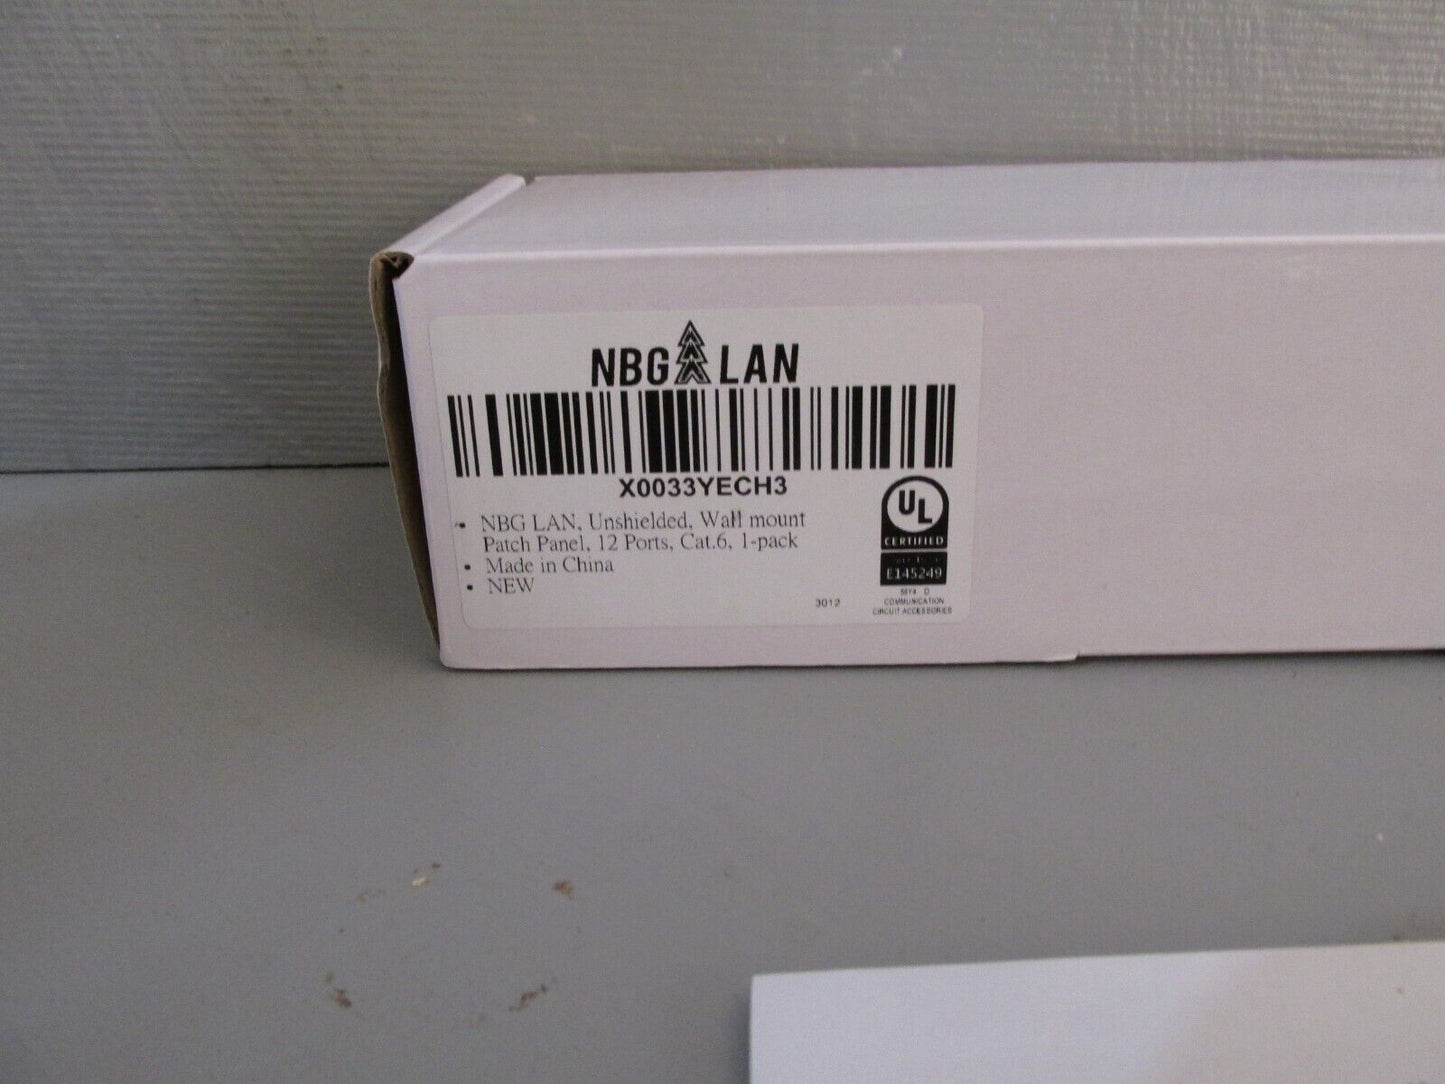 NBG LAN
X0033YECH3
• NBG LAN, Unshielded, Wall mount
Patch Panel, 12 Ports, Cat.6, 1-pack
• Made in China
• NEW
3012
UL
CERTIFIED
E145249
56Y4 D
COMMUNICATION
CIRCUIT ACCESSORIES